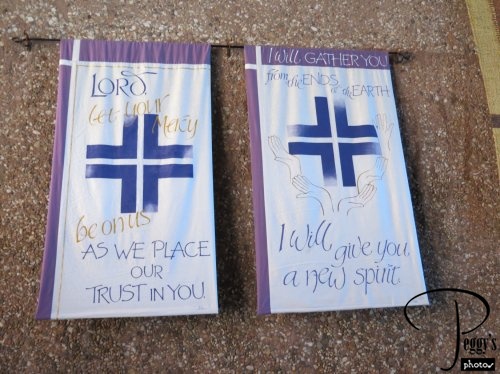 LORD,
let your
Mercy
be on us
AS WE PLACE
OUR
TRUST IN YOU.
I will GATHER YOU
from the ENDS of the EARTH
I will
give you
a new spirit.
Peggy's
photos